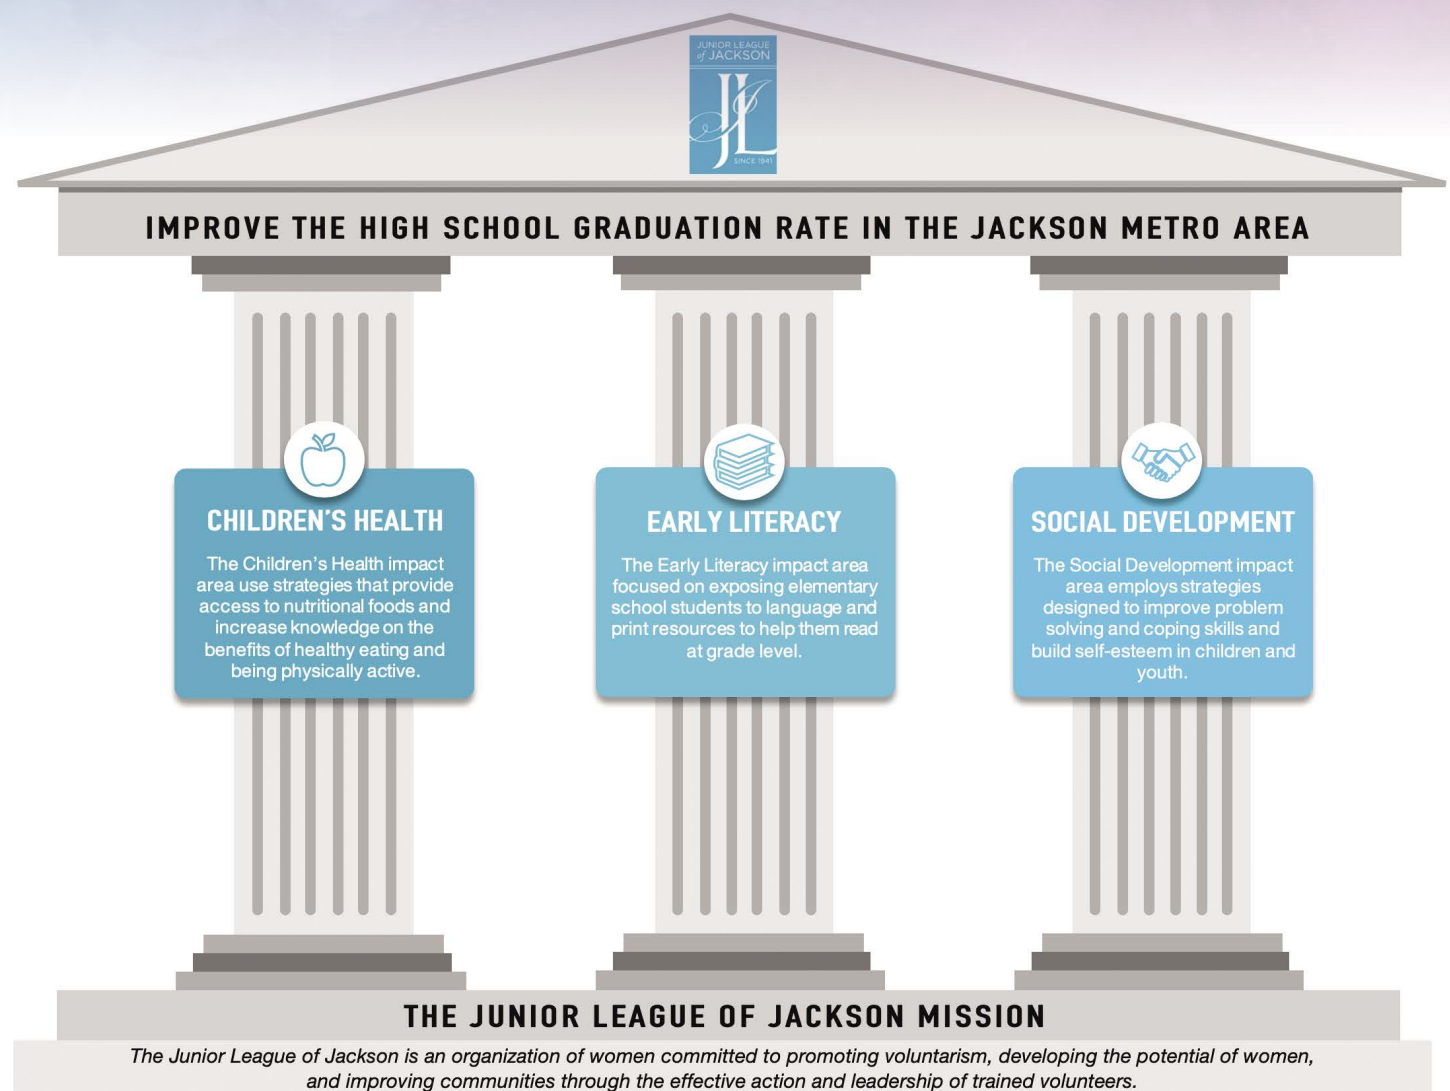 JUNIOR LEAGUE
of JACKSON
JL
SINCE 1941
IMPROVE THE HIGH SCHOOL GRADUATION RATE IN THE JACKSON METRO AREA
CHILDREN'S HEALTH
The Children's Health impact
area use strategies that provide
access to nutritional foods and
increase knowledge on the
benefits of healthy eating and
being physically active.
EARLY LITERACY
The Early Literacy impact area
focused on exposing elementary
school students to language and
print resources to help them read
at grade level.
SOCIAL DEVELOPMENT
The Social Development impact
area employs strategies
designed to improve problem
solving and coping skills and
build self-esteem in children and
youth.
THE JUNIOR LEAGUE OF JACKSON MISSION
The Junior League of Jackson is an organization of women committed to promoting voluntarism, developing the potential of women,
and improving communities through the effective action and leadership of trained volunteers.